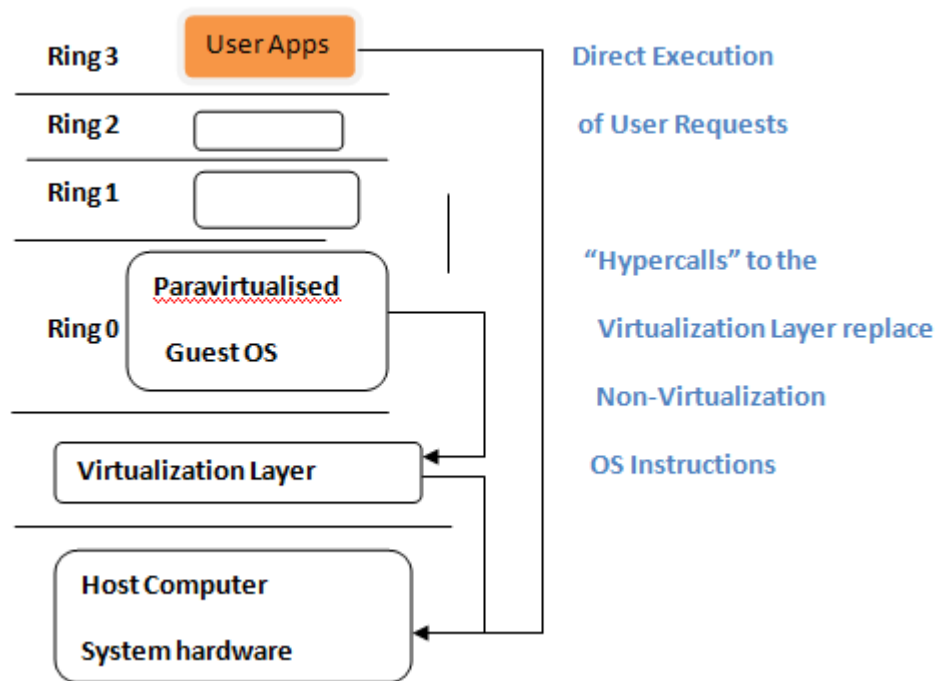 Ring 3
User Apps
Direct Execution
Ring 2
of User Requests
Ring 1
Paravirtualised
Ring 0
Guest OS
“Hypercalls” to the
Virtualization Layer replace
Non-Virtualization
OS Instructions
Virtualization Layer
Host Computer
System hardware